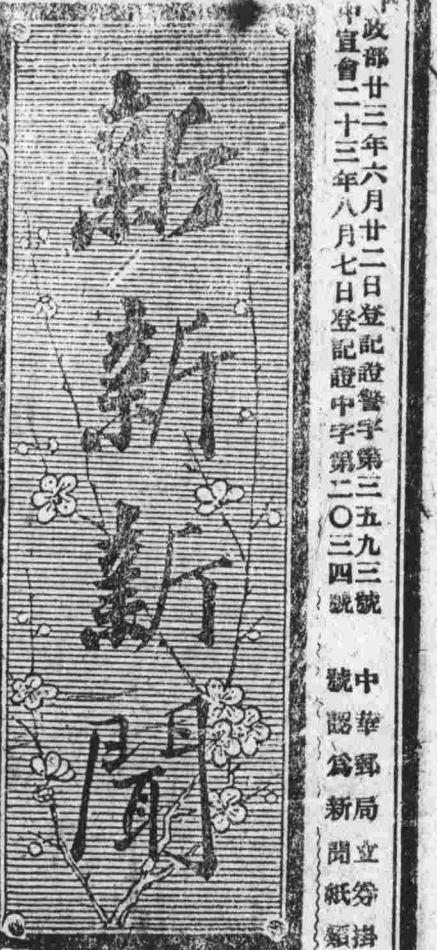 政部廿三年六月廿二日登記證警字第三五九三號
中宣會二十三年八月七日登記證中字第二〇三四號
中華郵局立券掛
號認爲新聞紙類
新新新聞